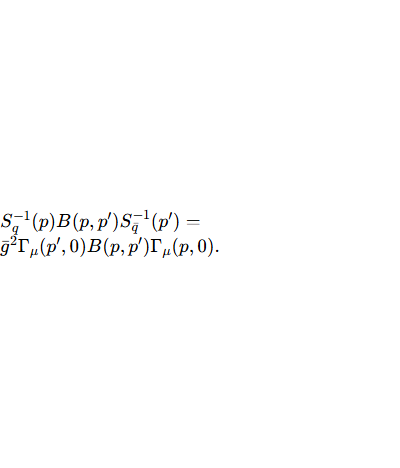 $S_q^{-1}(p)B(p,p')S_{\bar{q}}^{-1}(p') =$
$\bar{g}^2\Gamma_\mu(p',0)B(p,p')\Gamma_\mu(p,0).$